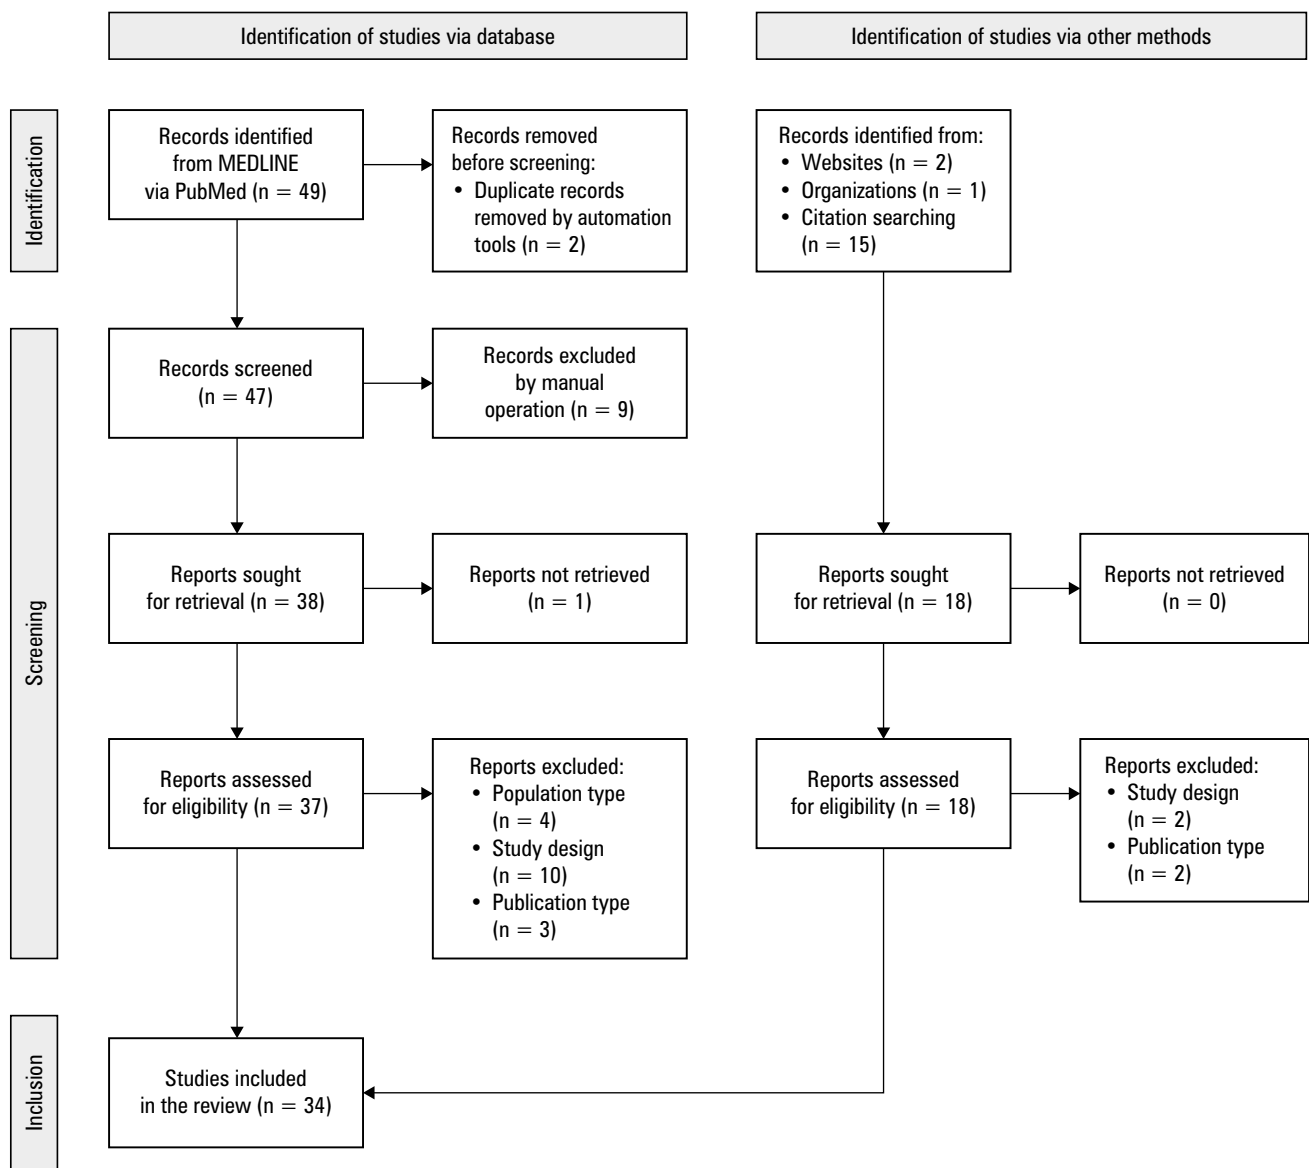 Identification of studies via database
Identification of studies via other methods
Identification
Records identified
from MEDLINE
via PubMed (n = 49)
Records removed
before screening:
• Duplicate records
removed by automation
tools (n = 2)
Records identified from:
• Websites (n = 2)
• Organizations (n = 1)
• Citation searching
(n = 15)
Screening
Records screened
(n = 47)
Records excluded
by manual
operation (n = 9)
Reports sought
for retrieval (n = 38)
Reports not retrieved
(n = 1)
Reports sought
for retrieval (n = 18)
Reports not retrieved
(n = 0)
Reports assessed
for eligibility (n = 37)
Reports excluded:
• Population type
(n = 4)
• Study design
(n = 10)
• Publication type
(n = 3)
Reports assessed
for eligibility (n = 18)
Reports excluded:
• Study design
(n = 2)
• Publication type
(n = 2)
Inclusion
Studies included
in the review (n = 34)